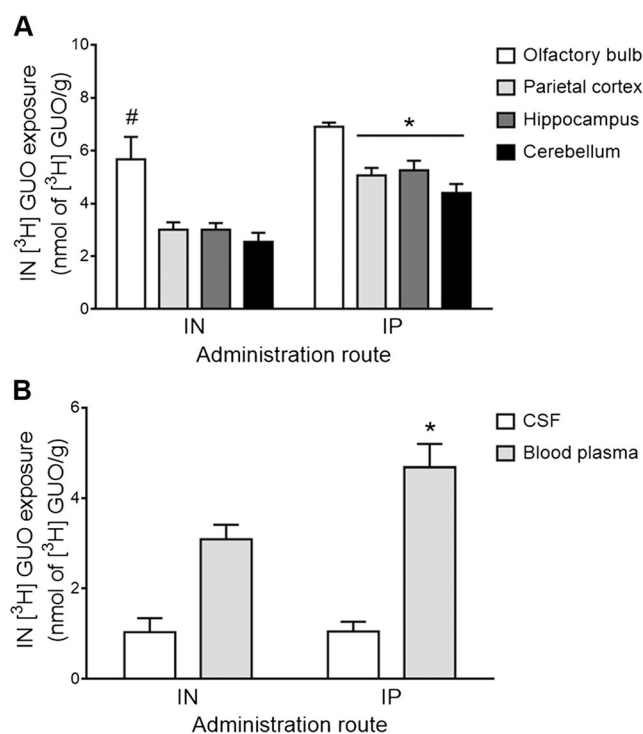 A
IN [³H] GUO exposure
(nmol of [³H] GUO/g)
10
8
6
4
2
0
#
*
Olfactory bulb
Parietal cortex
Hippocampus
Cerebellum
IN
IP
Administration route
B
IN [³H] GUO exposure
(nmol of [³H] GUO/g)
6
4
2
0
*
CSF
Blood plasma
IN
IP
Administration route